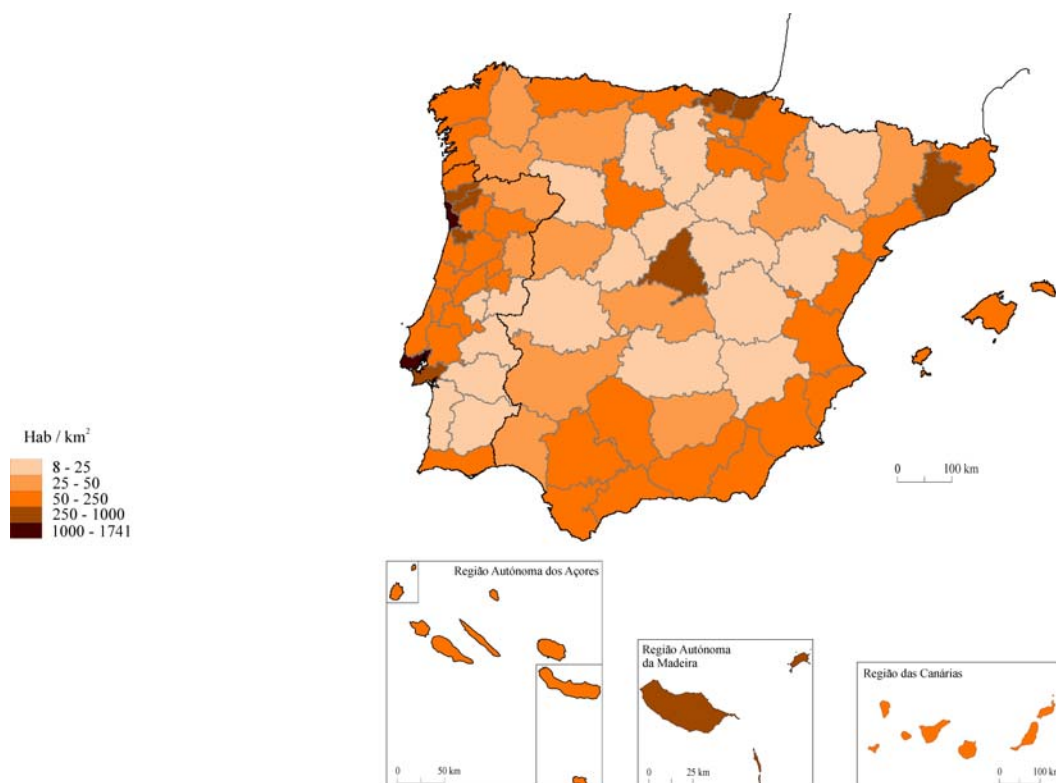 Hab / km²
8 - 25
25 - 50
50 - 250
250 - 1000
1000 - 1741
0 100 km
Região Autónoma dos Açores
0 50 km
Região Autónoma
da Madeira
0 25 km
Região das Canárias
0 100 km